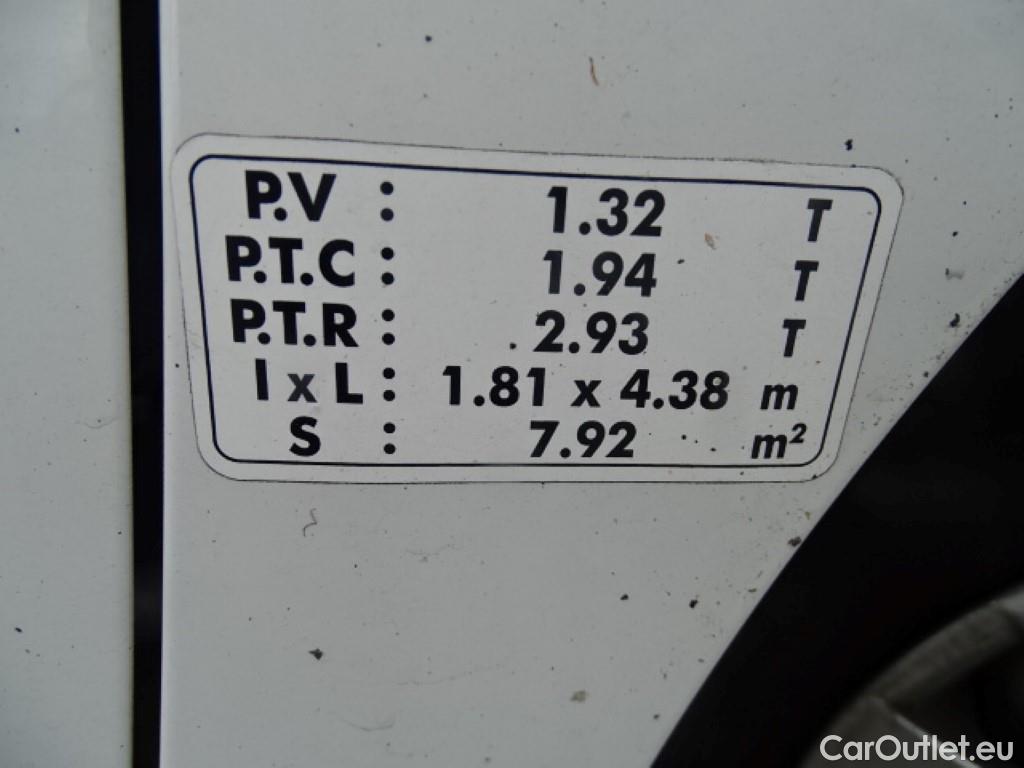 P.V : 1.32 T
P.T.C : 1.94 T
P.T.R : 2.93 T
l x L : 1.81 x 4.38 m
S : 7.92 m²
CarOutlet.eu